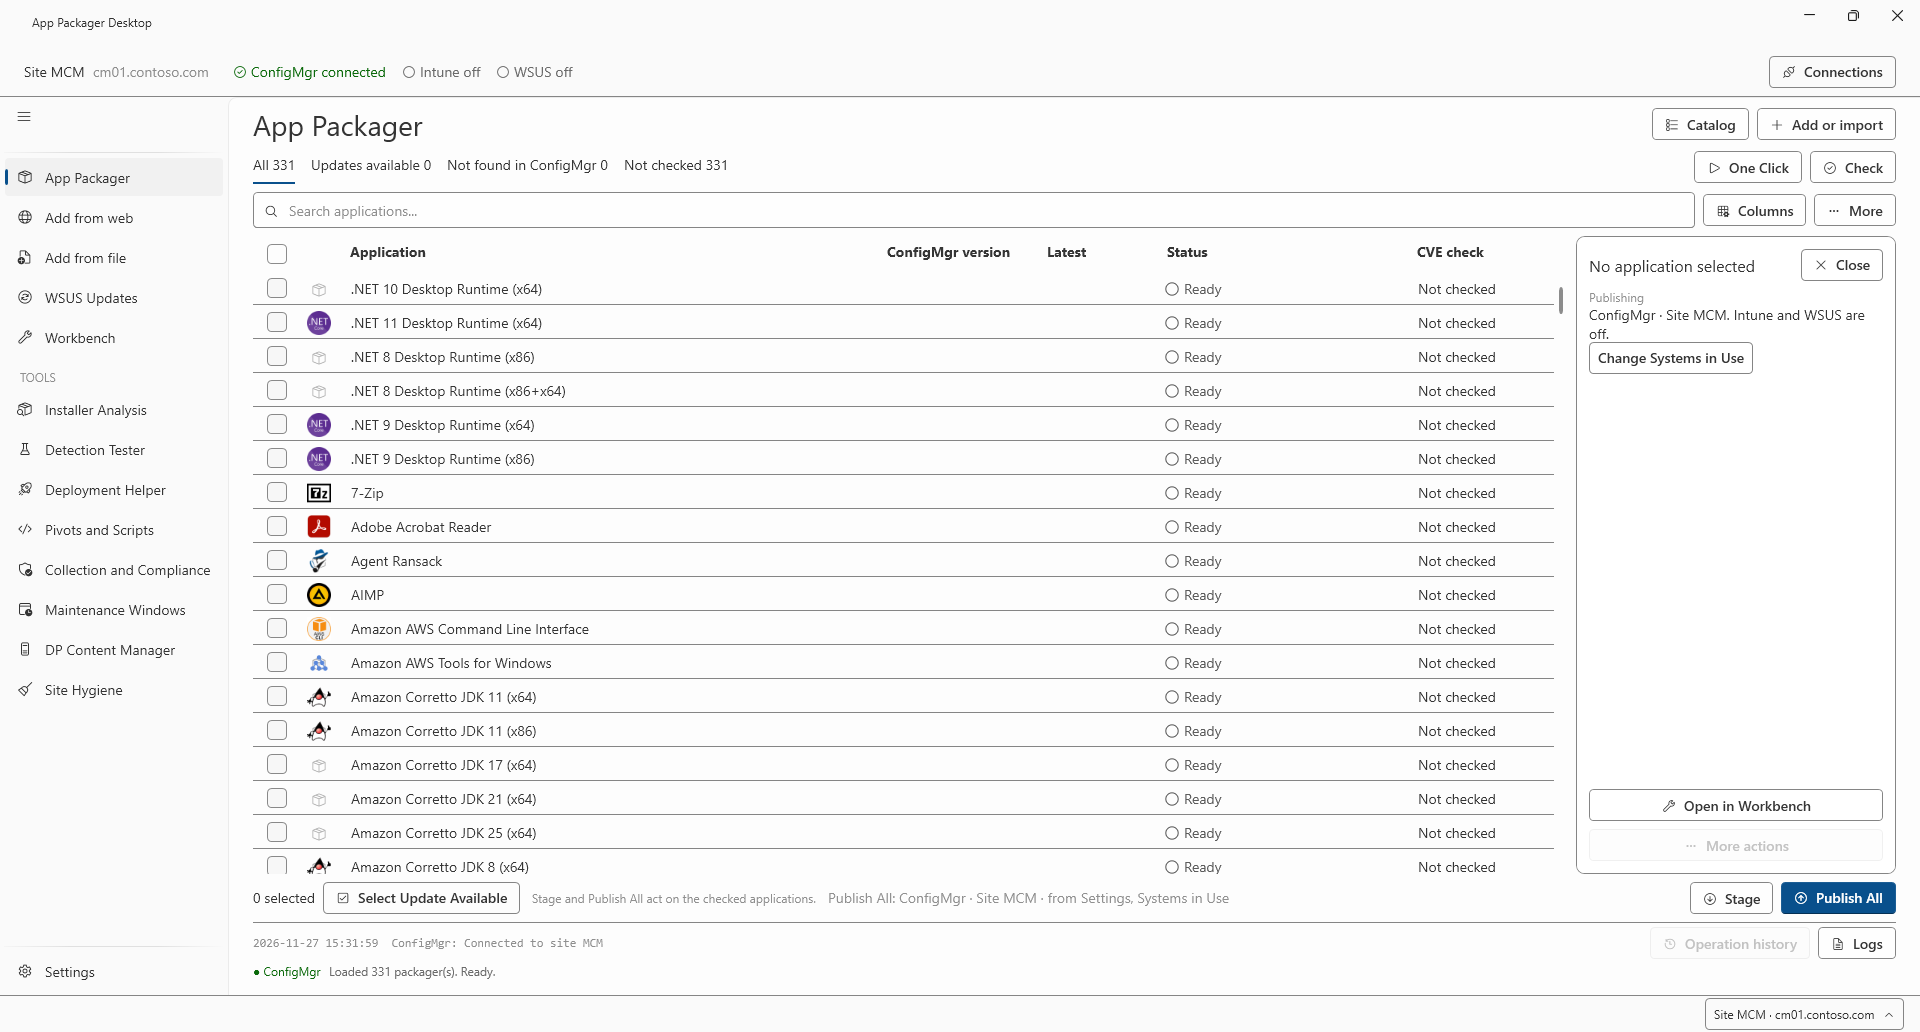 App Packager Desktop
Site MCM cm01.contoso.com ConfigMgr connected Intune off WSUS off Connections
App Packager Catalog Add or import
All 331 Updates available 0 Not found in ConfigMgr 0 Not checked 331 One Click Check
Search applications... Columns More
App Packager
Add from web
Add from file
WSUS Updates
Workbench
TOOLS
Installer Analysis
Detection Tester
Deployment Helper
Pivots and Scripts
Collection and Compliance
Maintenance Windows
DP Content Manager
Site Hygiene
Settings
Application ConfigMgr version Latest Status CVE check
.NET 10 Desktop Runtime (x64) Ready Not checked
.NET 11 Desktop Runtime (x64) Ready Not checked
.NET 8 Desktop Runtime (x86) Ready Not checked
.NET 8 Desktop Runtime (x86+x64) Ready Not checked
.NET 9 Desktop Runtime (x64) Ready Not checked
.NET 9 Desktop Runtime (x86) Ready Not checked
7-Zip Ready Not checked
Adobe Acrobat Reader Ready Not checked
Agent Ransack Ready Not checked
AIMP Ready Not checked
Amazon AWS Command Line Interface Ready Not checked
Amazon AWS Tools for Windows Ready Not checked
Amazon Corretto JDK 11 (x64) Ready Not checked
Amazon Corretto JDK 11 (x86) Ready Not checked
Amazon Corretto JDK 17 (x64) Ready Not checked
Amazon Corretto JDK 21 (x64) Ready Not checked
Amazon Corretto JDK 25 (x64) Ready Not checked
Amazon Corretto JDK 8 (x64) Ready Not checked
No application selected Close
Publishing
ConfigMgr · Site MCM. Intune and WSUS are
off.
Change Systems in Use
Open in Workbench
··· More actions
0 selected Select Update Available Stage and Publish All act on the checked applications. Publish All: ConfigMgr · Site MCM · from Settings, Systems in Use Stage Publish All
2026-11-27 15:31:59 ConfigMgr: Connected to site MCM Operation history Logs
● ConfigMgr Loaded 331 packager(s). Ready.
Site MCM · cm01.contoso.com